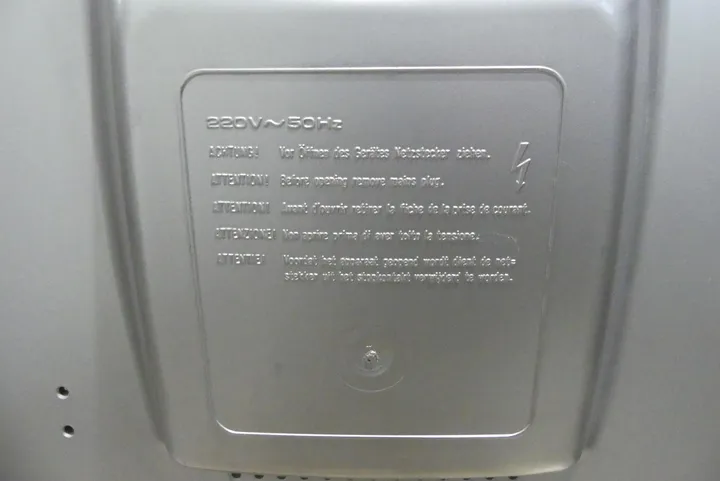 220V~50Hz
ACHTUNG! Vor Öffnen des Gerätes Netzstecker ziehen.
ATTENTION! Before opening remove mains plug.
ATTENTION! Avant d'ouvrir retirer la fiche de la prise de courant.
ATTENZIONE! Non aprire prima di aver tolto la tensione.
ATTENTIE! Voordat het apparaat geopend wordt dient de net-
stekker uit het stopkontakt verwijderd te worden.